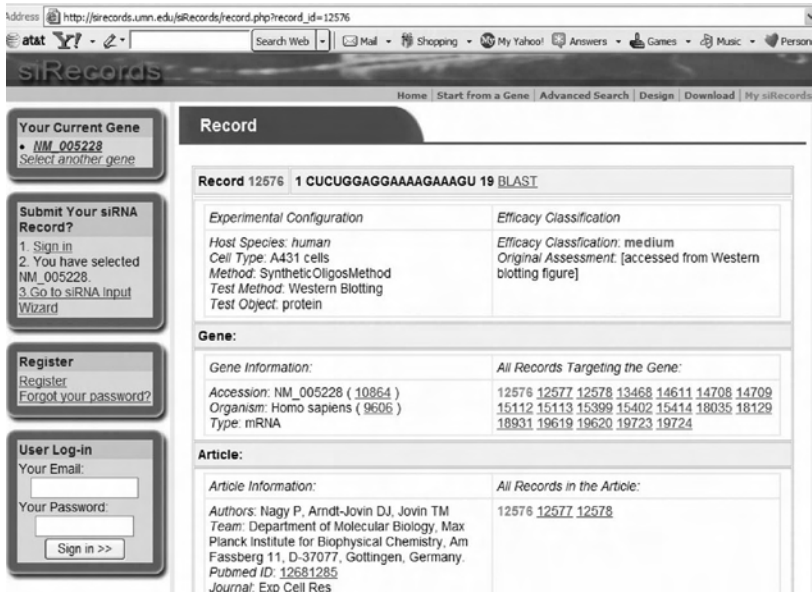 Address http://sirecords.umn.edu/siRecords/record.php?record_id=12576
at&t Y! Search Web Mail Shopping My Yahoo! Answers Games Music Person
siRecords
Home | Start from a Gene | Advanced Search | Design | Download | My siRecords
Your Current Gene
• NM_005228
Select another gene
Submit Your siRNA
Record?
1. Sign in
2. You have selected
NM_005228.
3.Go to siRNA Input
Wizard
Register
Register
Forgot your password?
User Log-in
Your Email:
Your Password:
Sign in >>
Record
Record 12576 1 CUCUGGAGGAAAAGAAAGU 19 BLAST
Experimental Configuration
Host Species: human
Cell Type: A431 cells
Method: SyntheticOligosMethod
Test Method: Western Blotting
Test Object: protein
Efficacy Classification
Efficacy Classfication: medium
Original Assessment: [accessed from Western
blotting figure]
Gene:
Gene Information:
Accession: NM_005228 ( 10864 )
Organism: Homo sapiens ( 9606 )
Type: mRNA
All Records Targeting the Gene:
12576 12577 12578 13468 14611 14708 14709
15112 15113 15399 15402 15414 18035 18129
18931 19619 19620 19723 19724
Article:
Article Information:
Authors: Nagy P, Arndt-Jovin DJ, Jovin TM
Team: Department of Molecular Biology, Max
Planck Institute for Biophysical Chemistry, Am
Fassberg 11, D-37077, Gottingen, Germany.
Pubmed ID: 12681285
Journal: Exp Cell Res
All Records in the Article:
12576 12577 12578